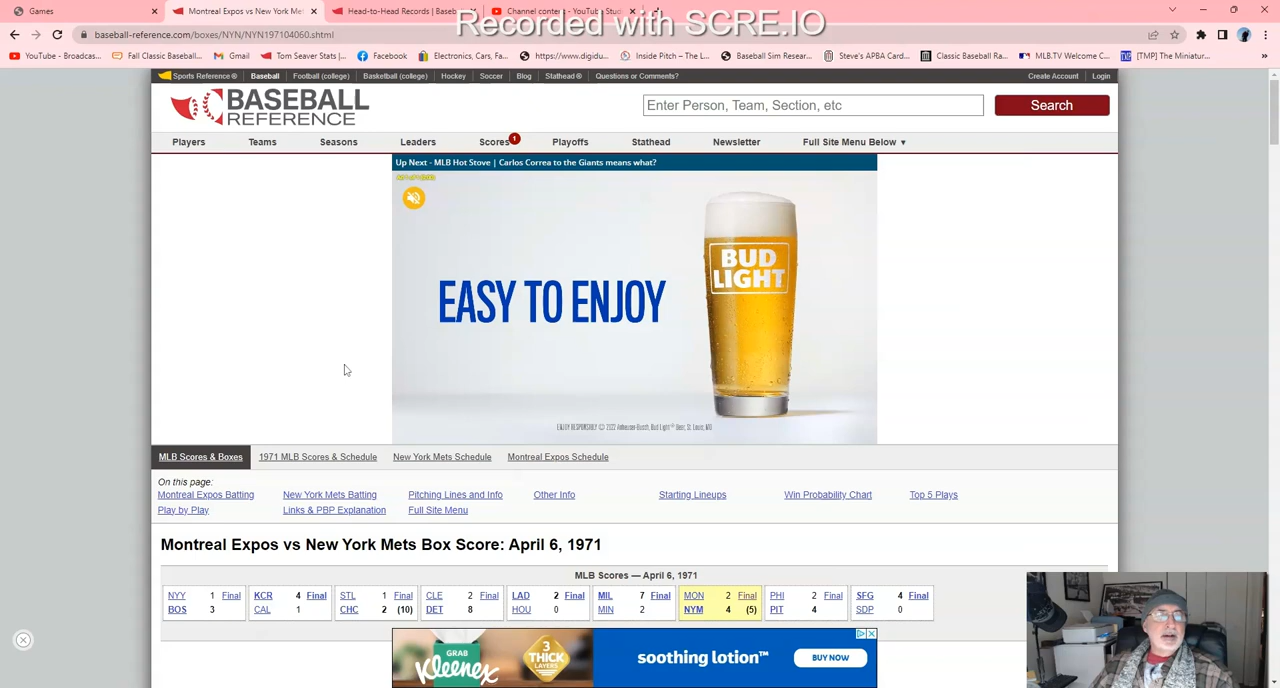 Games
Montreal Expos vs New York Me
Head-to-Head Records | Baseb
Channel content - YouTube Stud
Recorded with SCRE.IO
baseball-reference.com/boxes/NYN/NYN197104060.shtml
YouTube - Broadcas...
Fall Classic Baseball...
Gmail
Tom Seaver Stats |...
Facebook
Electronics, Cars, Fa...
https://www.digidu...
Inside Pitch – The L...
Baseball Sim Resear...
Steve's APBA Card...
Classic Baseball Ra...
MLB.TV Welcome C...
[TMP] The Miniatur...
»
Sports Reference ®
Baseball
Football (college)
Basketball (college)
Hockey
Soccer
Blog
Stathead ®
Questions or Comments?
Create Account
Login
BASEBALL
REFERENCE
Enter Person, Team, Section, etc
Search
Players
Teams
Seasons
Leaders
Scores
1
Playoffs
Stathead
Newsletter
Full Site Menu Below ▼
Up Next - MLB Hot Stove | Carlos Correa to the Giants means what?
EASY TO ENJOY
BUD
LIGHT
MLB Scores & Boxes
1971 MLB Scores & Schedule
New York Mets Schedule
Montreal Expos Schedule
On this page:
Montreal Expos Batting
New York Mets Batting
Pitching Lines and Info
Other Info
Starting Lineups
Win Probability Chart
Top 5 Plays
Play by Play
Links & PBP Explanation
Full Site Menu
Montreal Expos vs New York Mets Box Score: April 6, 1971
MLB Scores — April 6, 1971
NYY 1 Final
BOS 3
KCR 4 Final
CAL 1
STL 1 Final
CHC 2 (10)
CLE 2 Final
DET 8
LAD 2 Final
HOU 0
MIL 7 Final
MIN 2
MON 2 Final
NYM 4 (5)
PHI 2 Final
PIT 4
SFG 4 Final
SDP 0
GRAB
Kleenex
3
THICK
LAYERS
soothing lotion™
BUY NOW